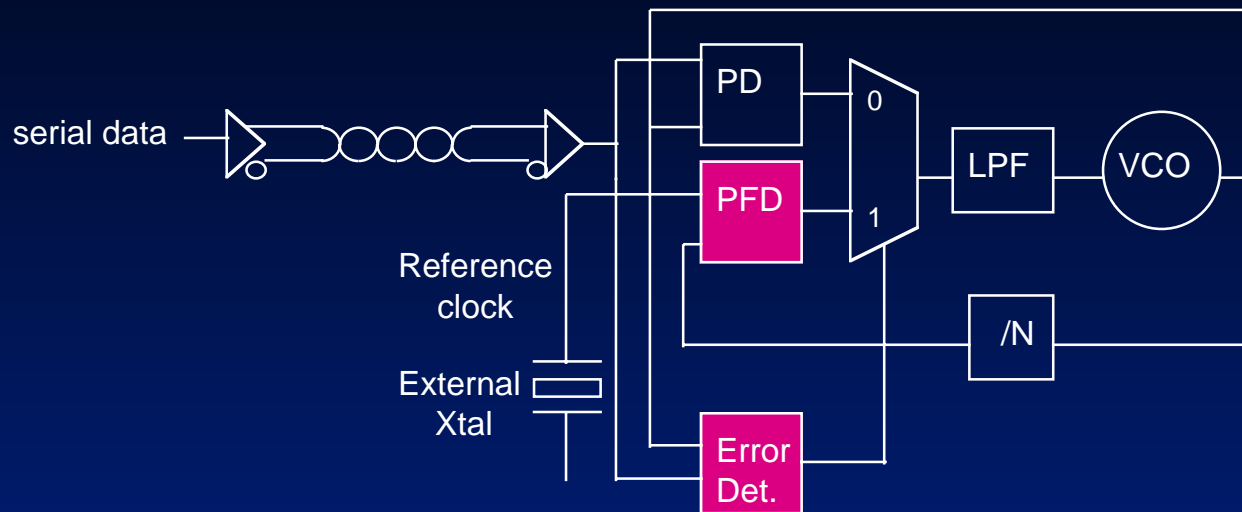 serial data
PD
0
LPF
VCO
PFD
1
Reference
clock
/N
External
Xtal
Error
Det.